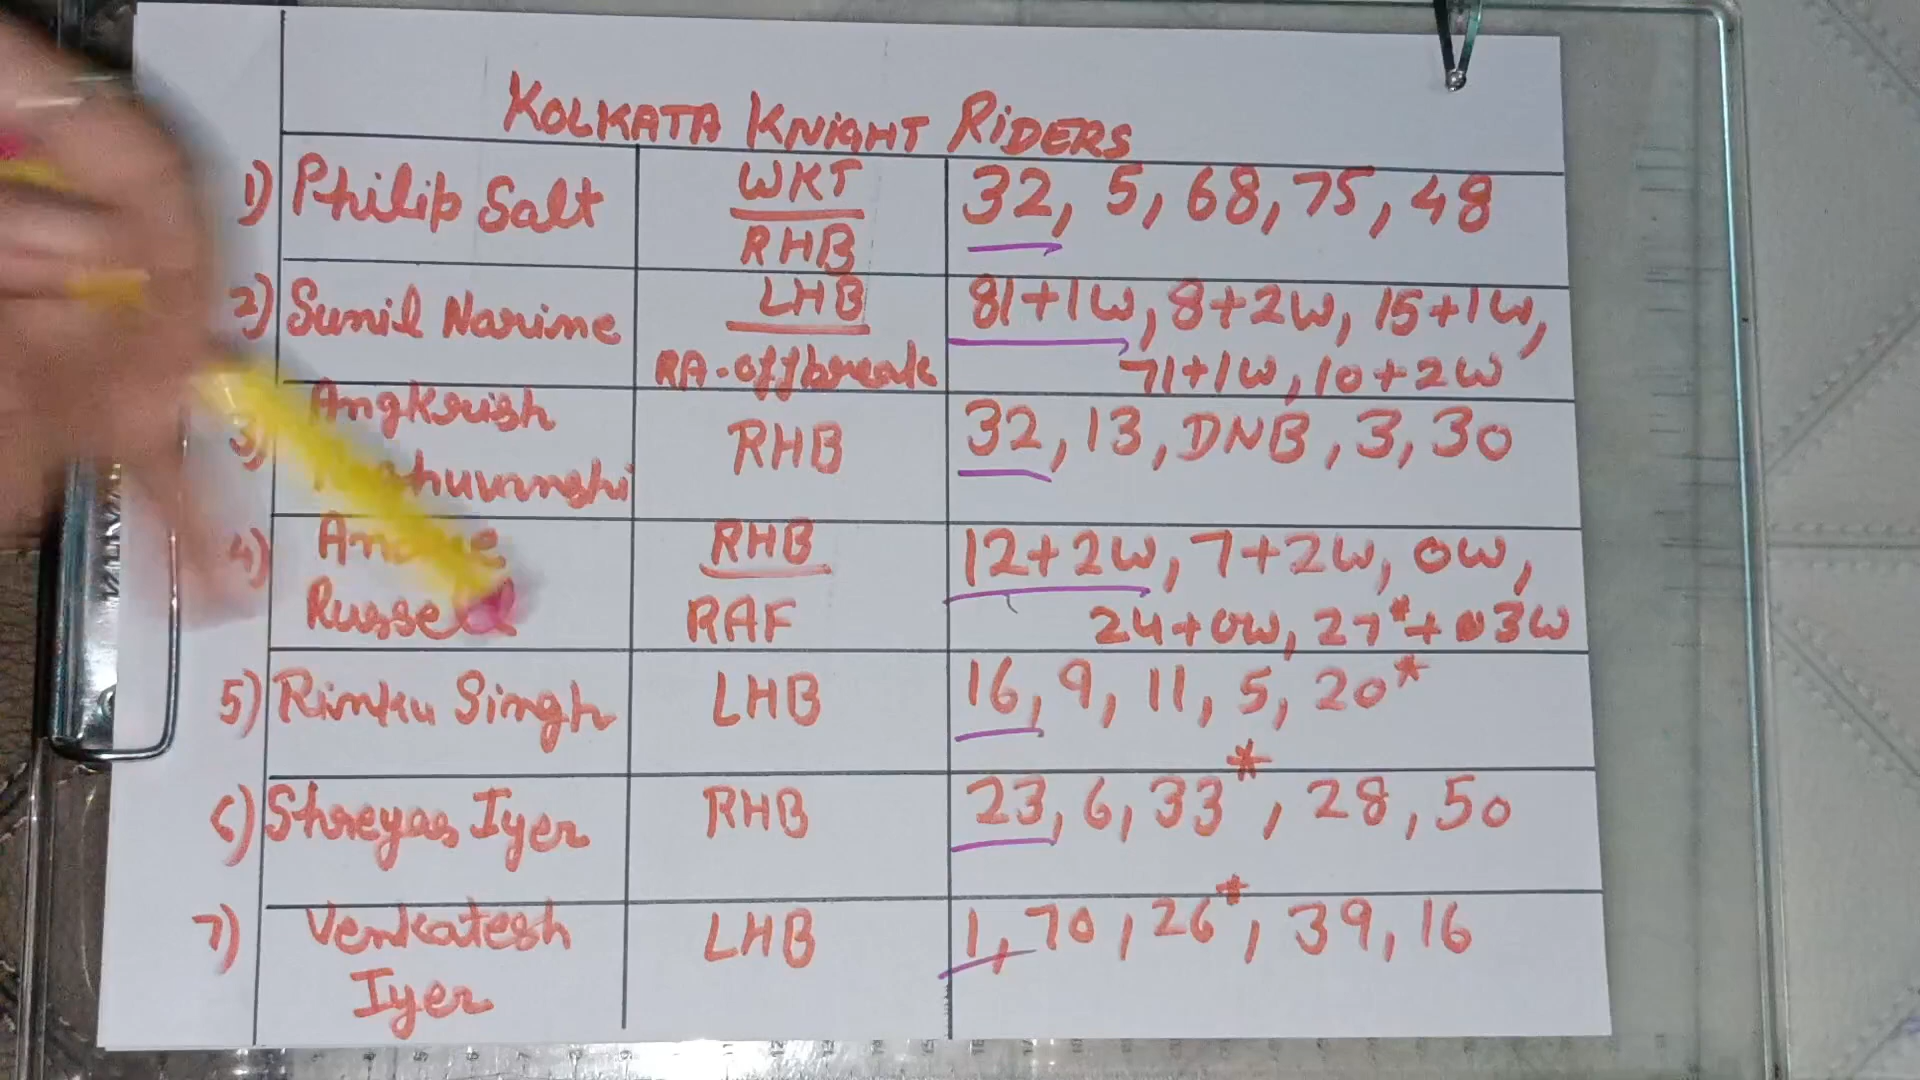 KOLKATA KNIGHT RIDERS
1) Philip Salt WKT 32, 5, 68, 75, 48
RHB
2) Sunil Narine LHB 81+1W, 8+2W, 15+1W,
RA-offbreak 71+1W, 10+2W
3) Angkrish RHB 32, 13, DNB, 3, 30
4) RHB 12+2W, 7+2W, 0W,
RAF 24+0W, 27*+3W
5) Rinku Singh LHB 16, 9, 11, 5, 20*
6) Shreyas Iyer RHB 23, 6, 33*, 28, 50
7) Venkatesh LHB 1, 70, 26*, 39, 16
Iyer